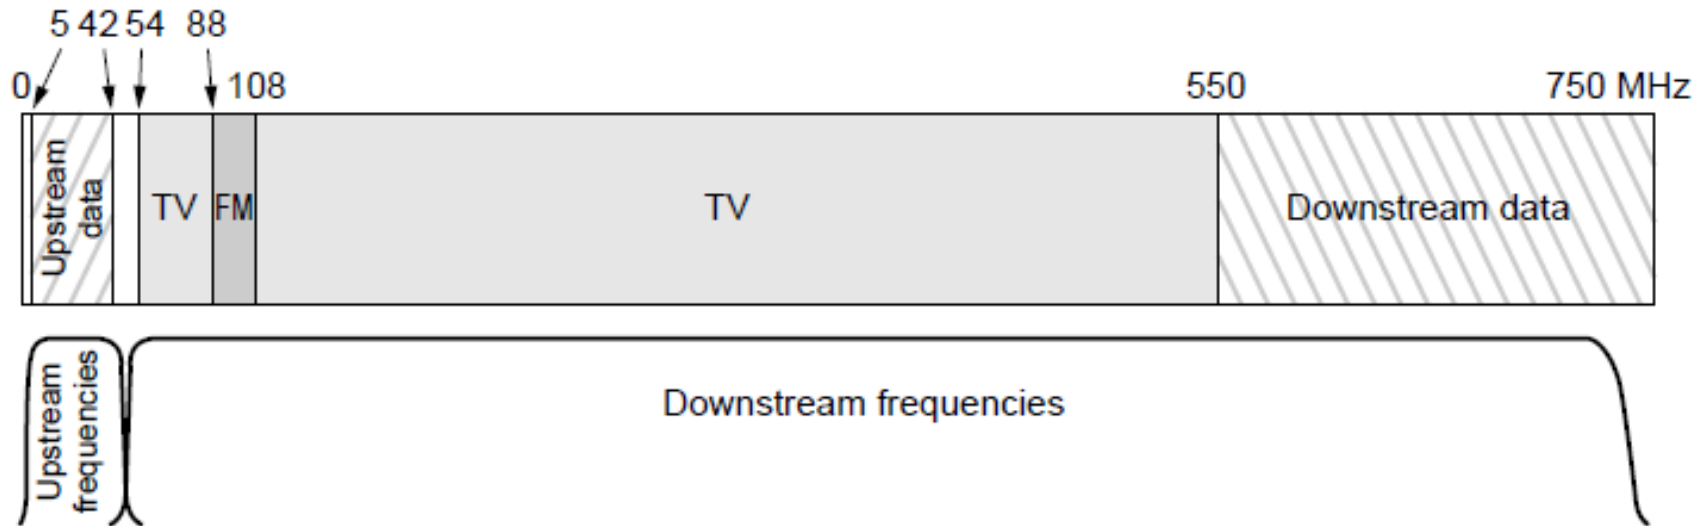 5 42 54 88
0 108 550 750 MHz
Upstream
data
TV
FM
TV
Downstream data
Upstream
frequencies
Downstream frequencies